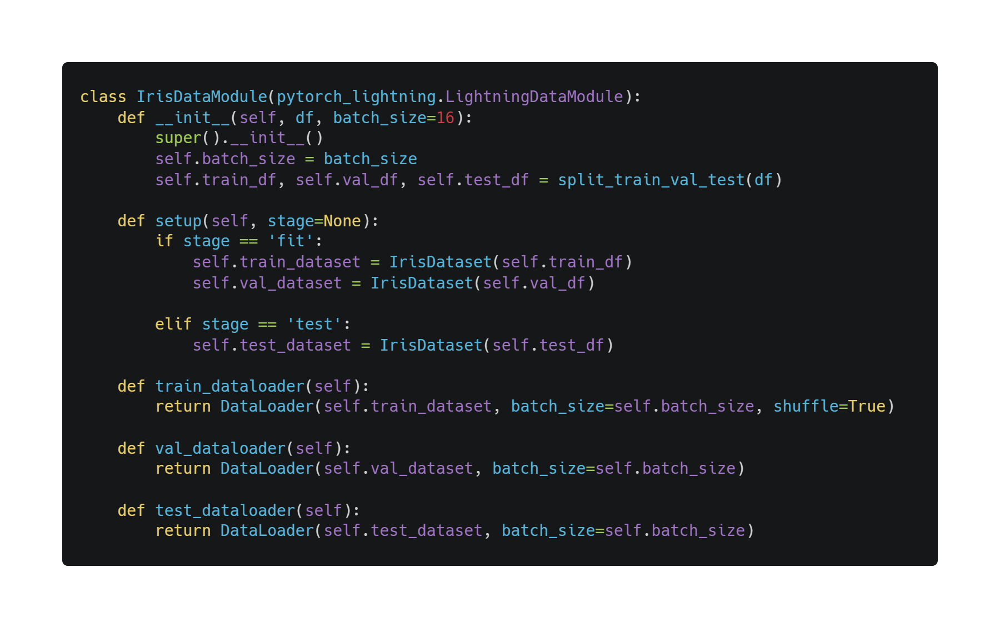 class IrisDataModule(pytorch_lightning.LightningDataModule):
    def __init__(self, df, batch_size=16):
        super().__init__()
        self.batch_size = batch_size
        self.train_df, self.val_df, self.test_df = split_train_val_test(df)

    def setup(self, stage=None):
        if stage == 'fit':
            self.train_dataset = IrisDataset(self.train_df)
            self.val_dataset = IrisDataset(self.val_df)

        elif stage == 'test':
            self.test_dataset = IrisDataset(self.test_df)

    def train_dataloader(self):
        return DataLoader(self.train_dataset, batch_size=self.batch_size, shuffle=True)

    def val_dataloader(self):
        return DataLoader(self.val_dataset, batch_size=self.batch_size)

    def test_dataloader(self):
        return DataLoader(self.test_dataset, batch_size=self.batch_size)